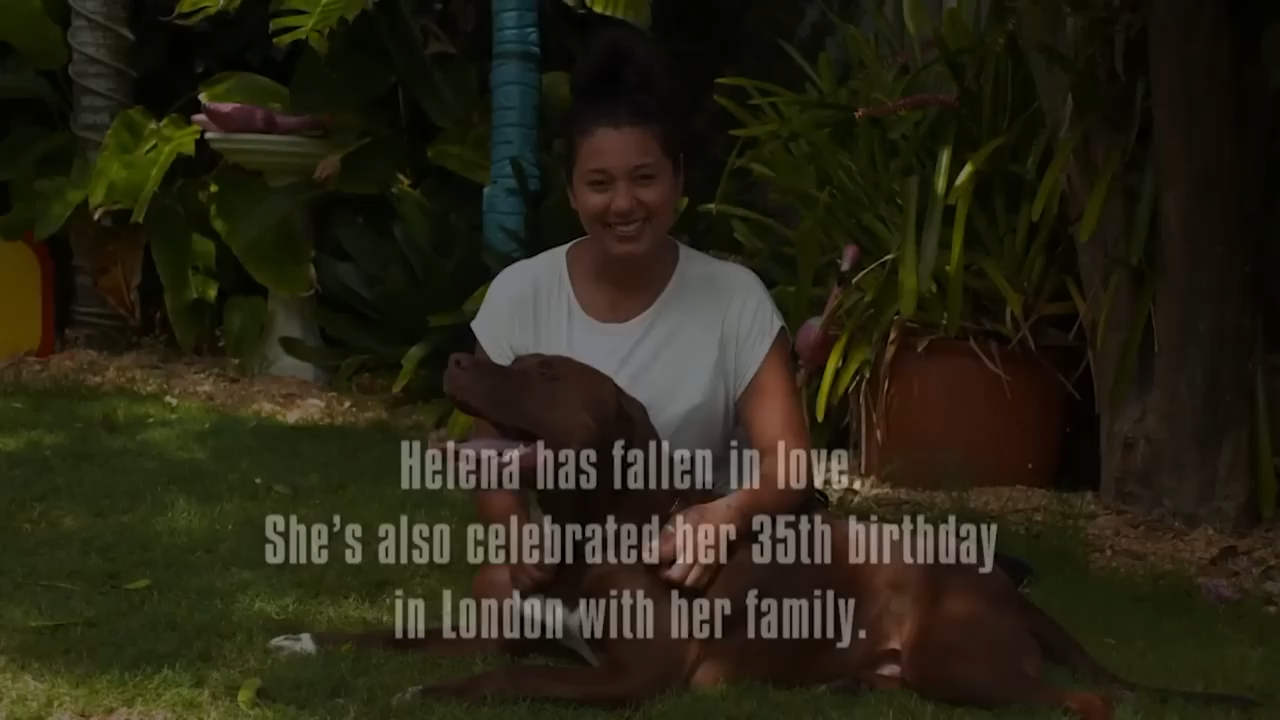 Helena has fallen in love.
She's also celebrated her 35th birthday
in London with her family.